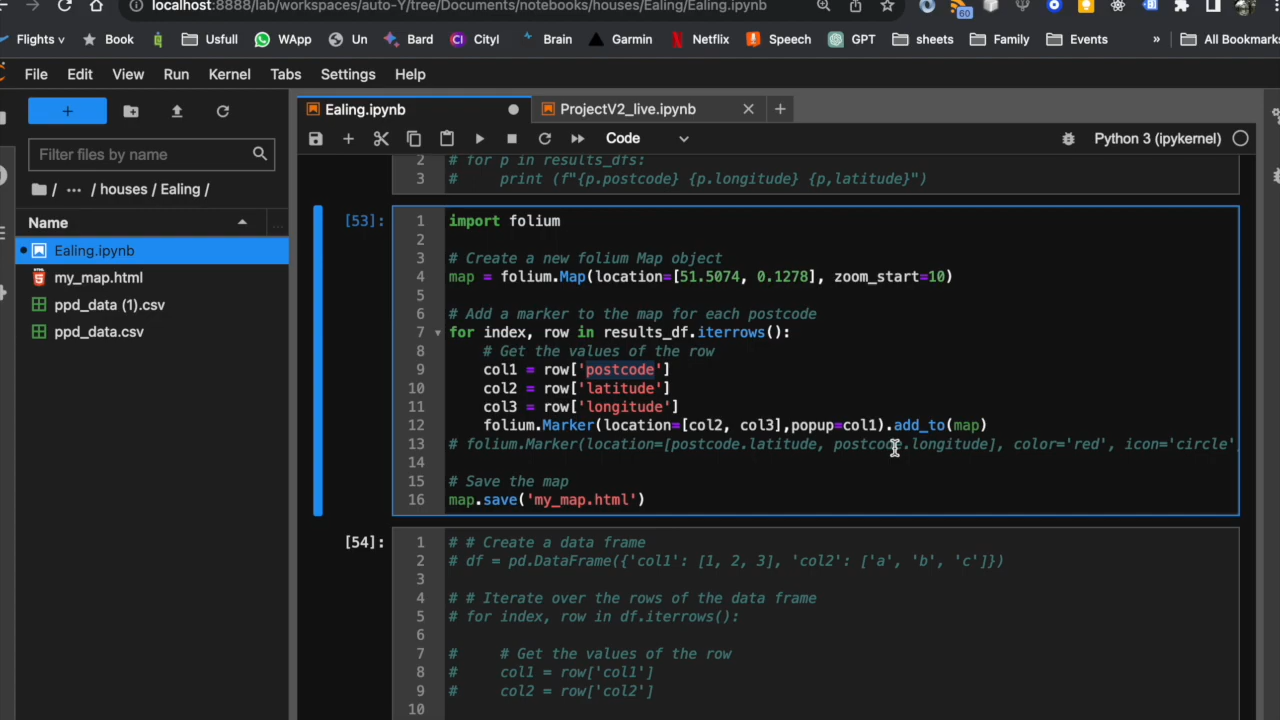 localhost:8888/lab/workspaces/auto-Y/tree/Documents/notebooks/houses/Ealing/Ealing.ipynb
60
Flights Book Usfull WApp Un Bard CI Cityl Brain Garmin Netflix Speech GPT sheets Family Events » All Bookmarks
File Edit View Run Kernel Tabs Settings Help
+ Ealing.ipynb ProjectV2_live.ipynb × +
Filter files by name
Code Python 3 (ipykernel)
/ ··· / houses / Ealing /
Name
Ealing.ipynb
my_map.html
ppd_data (1).csv
ppd_data.csv
2 # for p in results_dfs:
3 #     print (f"{p.postcode} {p.longitude} {p,latitude}")
[53]:
1 import folium
2
3 # Create a new folium Map object
4 map = folium.Map(location=[51.5074, 0.1278], zoom_start=10)
5
6 # Add a marker to the map for each postcode
7 for index, row in results_df.iterrows():
8     # Get the values of the row
9     col1 = row['postcode']
10     col2 = row['latitude']
11     col3 = row['longitude']
12     folium.Marker(location=[col2, col3],popup=col1).add_to(map)
13 # folium.Marker(location=[postcode.latitude, postcode.longitude], color='red', icon='circle'
14
15 # Save the map
16 map.save('my_map.html')
[54]:
1 # # Create a data frame
2 # df = pd.DataFrame({'col1': [1, 2, 3], 'col2': ['a', 'b', 'c']})
3
4 # # Iterate over the rows of the data frame
5 # for index, row in df.iterrows():
6
7 #     # Get the values of the row
8 #     col1 = row['col1']
9 #     col2 = row['col2']
10